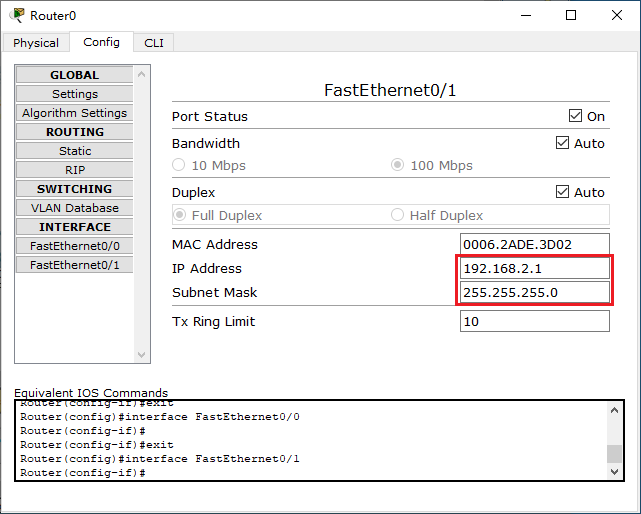 Router0
Physical Config CLI
GLOBAL
Settings
Algorithm Settings
ROUTING
Static
RIP
SWITCHING
VLAN Database
INTERFACE
FastEthernet0/0
FastEthernet0/1
FastEthernet0/1
Port Status On
Bandwidth Auto
10 Mbps 100 Mbps
Duplex Auto
Full Duplex Half Duplex
MAC Address 0006.2ADE.3D02
IP Address 192.168.2.1
Subnet Mask 255.255.255.0
Tx Ring Limit 10
Equivalent IOS Commands
Router(config-if)#exit
Router(config)#interface FastEthernet0/0
Router(config-if)#
Router(config-if)#exit
Router(config)#interface FastEthernet0/1
Router(config-if)#